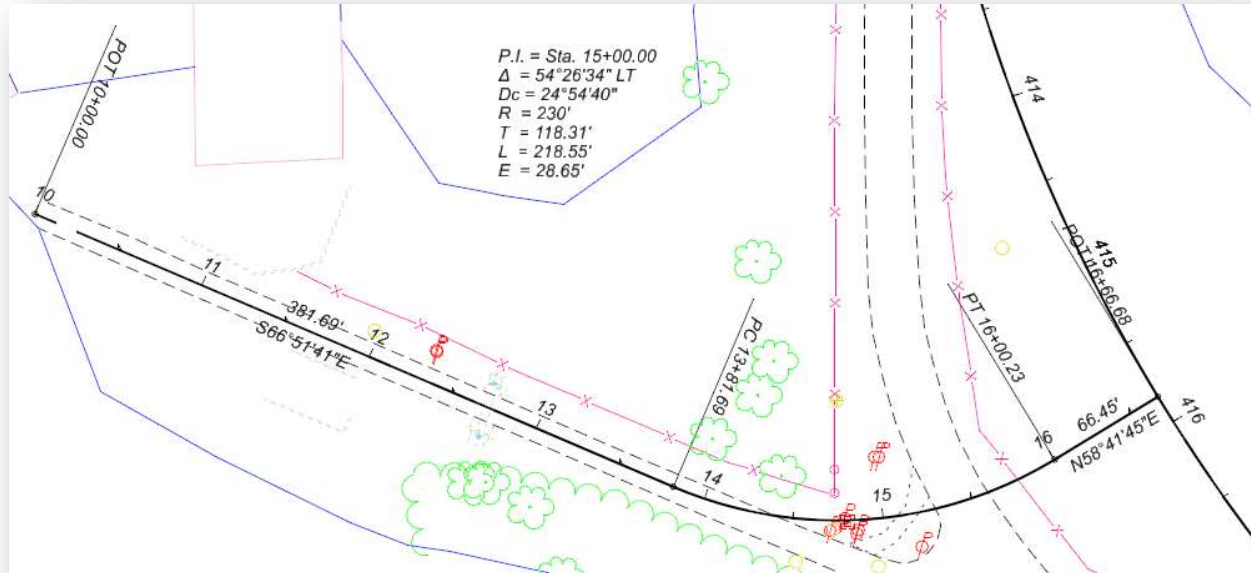 POT 10+00.00
P.I. = Sta. 15+00.00
Δ = 54°26'34" LT
Dc = 24°54'40"
R = 230'
T = 118.31'
L = 218.55'
E = 28.65'
10
11
381.69'
S66°51'41"E
12
13
PC 13+81.69
14
15
PT 16+00.23
16
66.45'
N58°41'45"E
POT 16+66.68
414
415
416